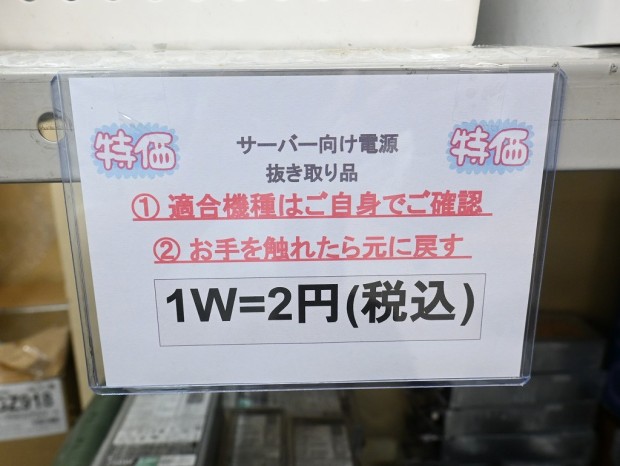 特価
特価
サーバー向け電源
抜き取り品
① 適合機種はご自身でご確認
② お手を触れたら元に戻す
1W=2円(税込)